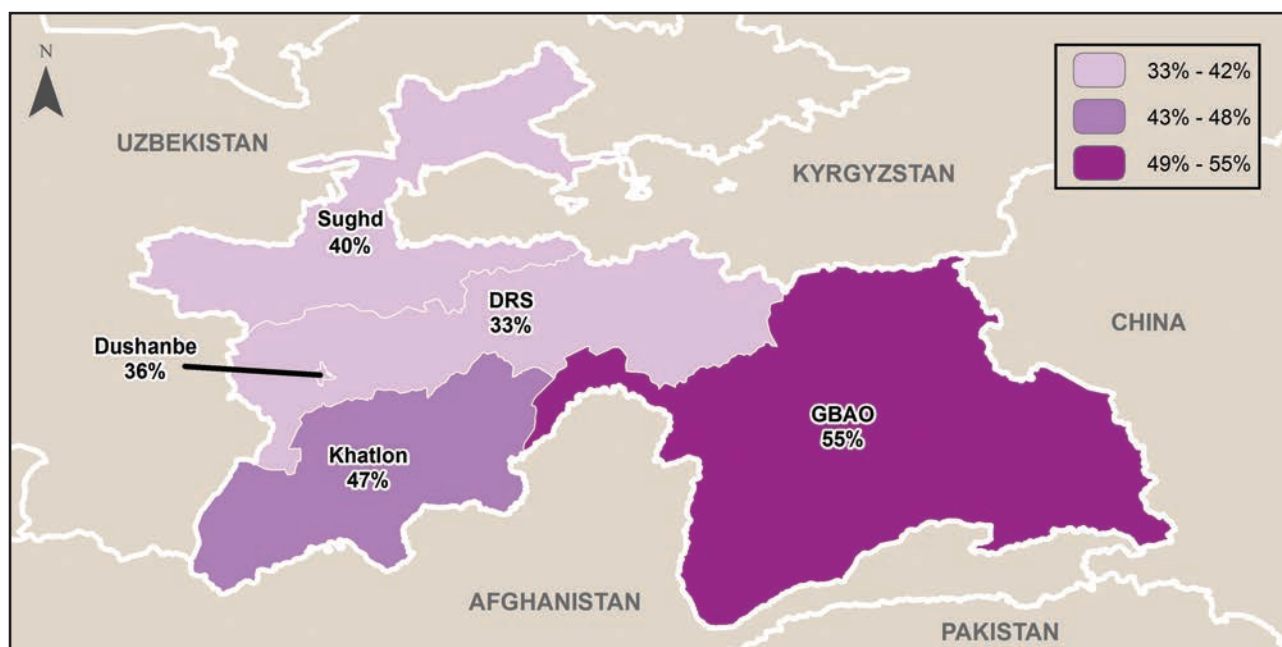 N
33% - 42%
43% - 48%
49% - 55%
UZBEKISTAN
KYRGYZSTAN
Sughd
40%
DRS
33%
CHINA
Dushanbe
36%
GBAO
55%
Khatlon
47%
AFGHANISTAN
PAKISTAN